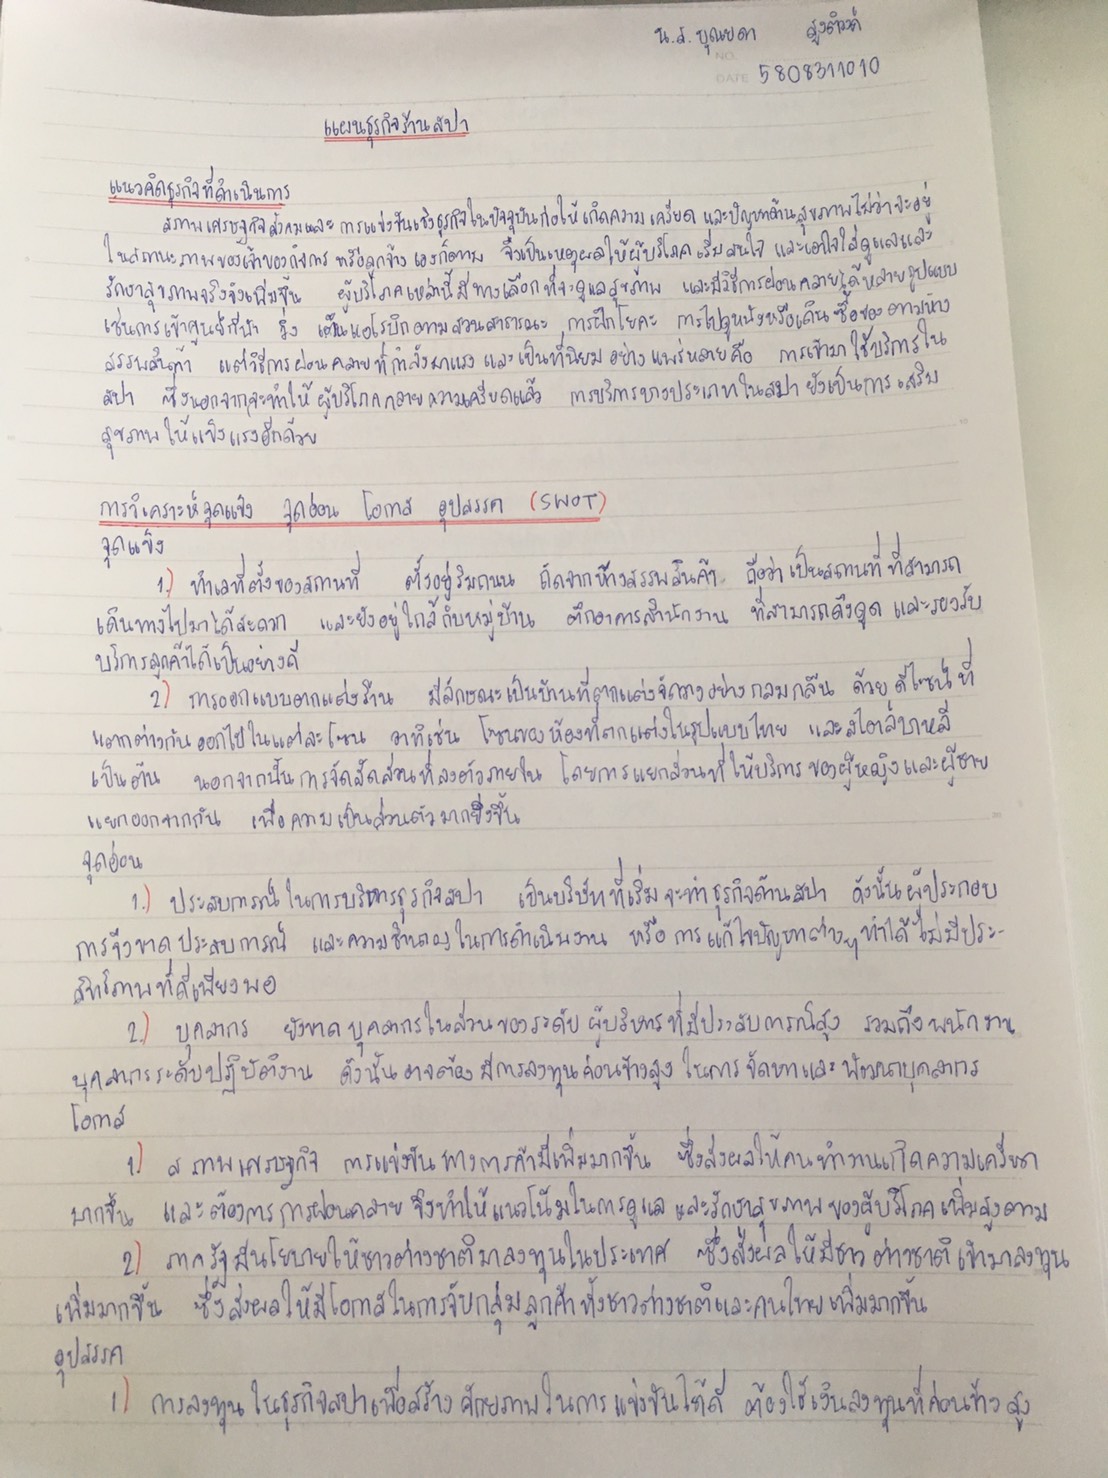 น.ส. บุณยดา
NO.
DATE 5808311010
แผนธุรกิจร้านสปา
แนวคิดธุรกิจที่ดำเนินการ
สภาพเศรษฐกิจสังคมและการแข่งขันเชิงธุรกิจในปัจจุบันก่อให้เกิดความเครียด และปัญหาด้านสุขภาพไม่ว่าจะอยู่
ในสถานะภาพของเจ้าของกิจการ หรือลูกจ้างเองก็ตาม จึงเป็นเหตุผลให้ผู้บริโภคเริ่มสนใจ และเอาใจใส่ดูแลและ
รักษาสุขภาพจริงจังเพิ่มขึ้น ผู้บริโภคเหล่านี้มีทางเลือกที่จะดูแลสุขภาพ และมีวิธีการผ่อนคลายได้หลายรูปแบบ
เช่นการเข้าศูนย์กีฬา วิ่ง เต้นแอโรบิกตามสวนสาธารณะ การฝึกโยคะ การไปดูหนังหรือเดินซื้อของตามห้าง
สรรพสินค้า แต่วิธีการผ่อนคลายที่กำลังมาแรง และเป็นที่นิยมอย่างแพร่หลายคือ การเข้ามาใช้บริการใน
สปา ซึ่งนอกจากจะทำให้ผู้บริโภคคลายความเครียดแล้ว การบริการบางประเภทในสปายังเป็นการเสริม
สุขภาพให้แข็งแรงอีกด้วย
การวิเคราะห์จุดแข็ง จุดอ่อน โอกาส อุปสรรค (SWOT)
จุดแข็ง
1.) ทำเลที่ตั้งของสถานที่ ตั้งอยู่ริมถนน ถัดจากห้างสรรพสินค้า ถือว่าเป็นสถานที่ที่สามารถ
เดินทางไปมาได้สะดวก และยังอยู่ใกล้กับหมู่บ้าน ตึกอาคารสำนักงาน ที่สามารถดึงดูด และรองรับ
บริการลูกค้าได้เป็นอย่างดี
2.) การออกแบบตกแต่งร้าน มีลักษณะเป็นบ้านที่ตกแต่งจัดวางอย่างกลมกลืน ด้วยดีไซน์ที่
แตกต่างกันออกไปในแต่ละโซน อาทิเช่น โซนของห้องที่ตกแต่งในรูปแบบไทย และสไตล์บาหลี
เป็นต้น นอกจากนั้นการจัดสัดส่วนที่ลงตัวภายใน โดยการแยกส่วนที่ให้บริการของผู้หญิงและผู้ชาย
แยกออกจากกัน เพื่อความเป็นส่วนตัวมากยิ่งขึ้น
จุดอ่อน
1.) ประสบการณ์ในการบริหารธุรกิจสปา เป็นบริษัทที่เริ่มจะทำธุรกิจด้านสปา ดังนั้นผู้ประกอบ
การจึงขาดประสบการณ์ และความชำนาญในการดำเนินงาน หรือการแก้ไขปัญหาต่างๆทำได้ไม่มีประ-
สิทธิภาพที่ดีเพียงพอ
2.) บุคลากร ยังขาดบุคลากรในส่วนของระดับผู้บริหารที่มีประสบการณ์สูง รวมถึงพนักงาน
บุคลากรระดับปฏิบัติงาน ดังนั้นอาจต้องมีการลงทุนค่อนข้างสูงในการจัดหาและพัฒนาบุคลากร
โอกาส
1) สภาพเศรษฐกิจ การแข่งขันทางการค้ามีเพิ่มมากขึ้น ซึ่งส่งผลให้คนทำงานเกิดความเครียด
มากขึ้น และต้องการการผ่อนคลาย จึงทำให้แนวโน้มในการดูแล และรักษาสุขภาพของผู้บริโภคเพิ่มสูงตาม
2) ภาครัฐมีนโยบายให้ชาวต่างชาติมาลงทุนในประเทศ ซึ่งส่งผลให้มีชาวต่างชาติเข้ามาลงทุน
เพิ่มมากขึ้น ซึ่งส่งผลให้มีโอกาสในการจับกลุ่มลูกค้าทั้งชาวต่างชาติและคนไทยเพิ่มมากขึ้น
อุปสรรค
1) การลงทุนในธุรกิจสปาเพื่อสร้างศักยภาพในการแข่งขันได้ดี ต้องใช้เงินลงทุนที่ค่อนข้างสูง